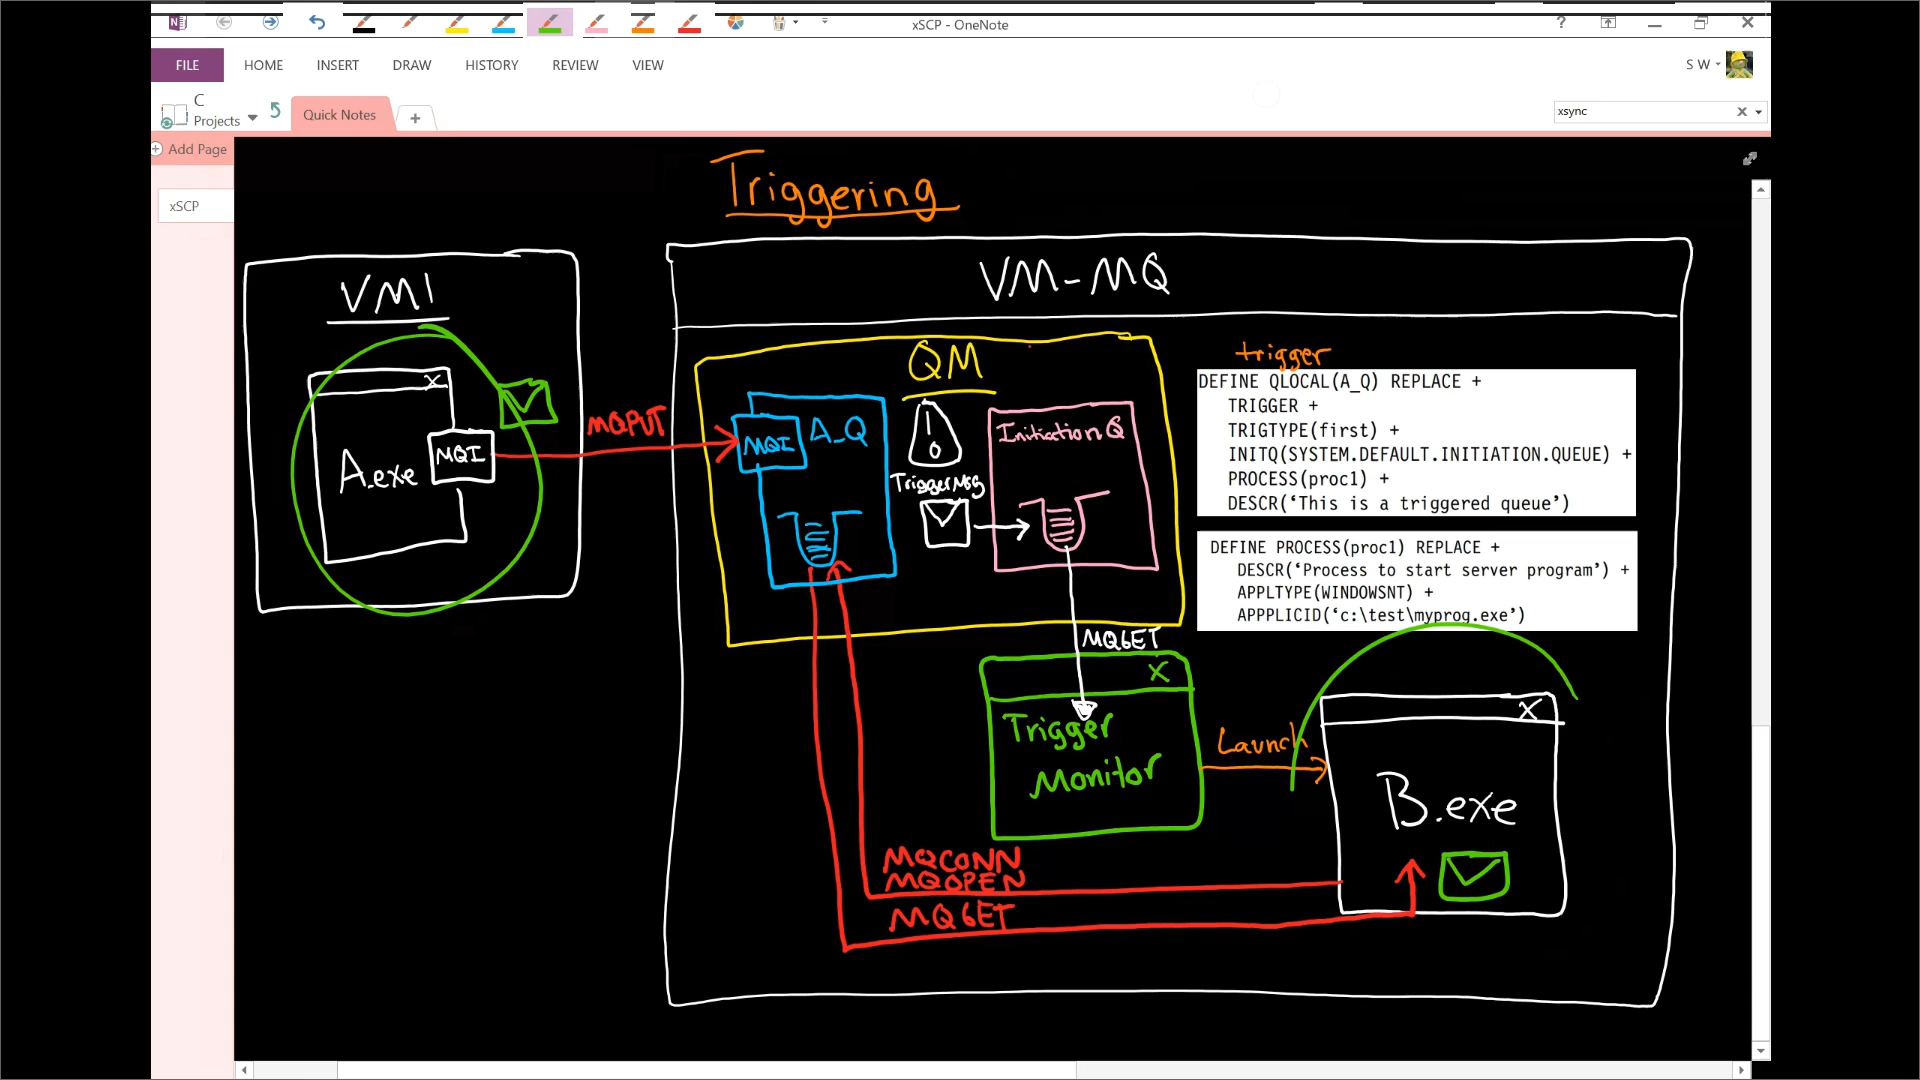 xSCP - OneNote
?
FILE
HOME
INSERT
DRAW
HISTORY
REVIEW
VIEW
S W
C
Projects
Quick Notes
+
xsync
Add Page
xSCP
Triggering
VM1
VM-MQ
QM
trigger
DEFINE QLOCAL(A_Q) REPLACE +
TRIGGER +
TRIGTYPE(first) +
INITQ(SYSTEM.DEFAULT.INITIATION.QUEUE) +
PROCESS(proc1) +
DESCR(‘This is a triggered queue’)
X
A.exe
MQI
MQPUT
MQI
A_Q
TriggerMsg
Initiation Q
DEFINE PROCESS(proc1) REPLACE +
DESCR(‘Process to start server program’) +
APPLTYPE(WINDOWSNT) +
APPPLICID(‘c:\test\myprog.exe’)
MQGET
X
Trigger
Monitor
Launch
X
B.exe
MQCONN
MQOPEN
MQGET